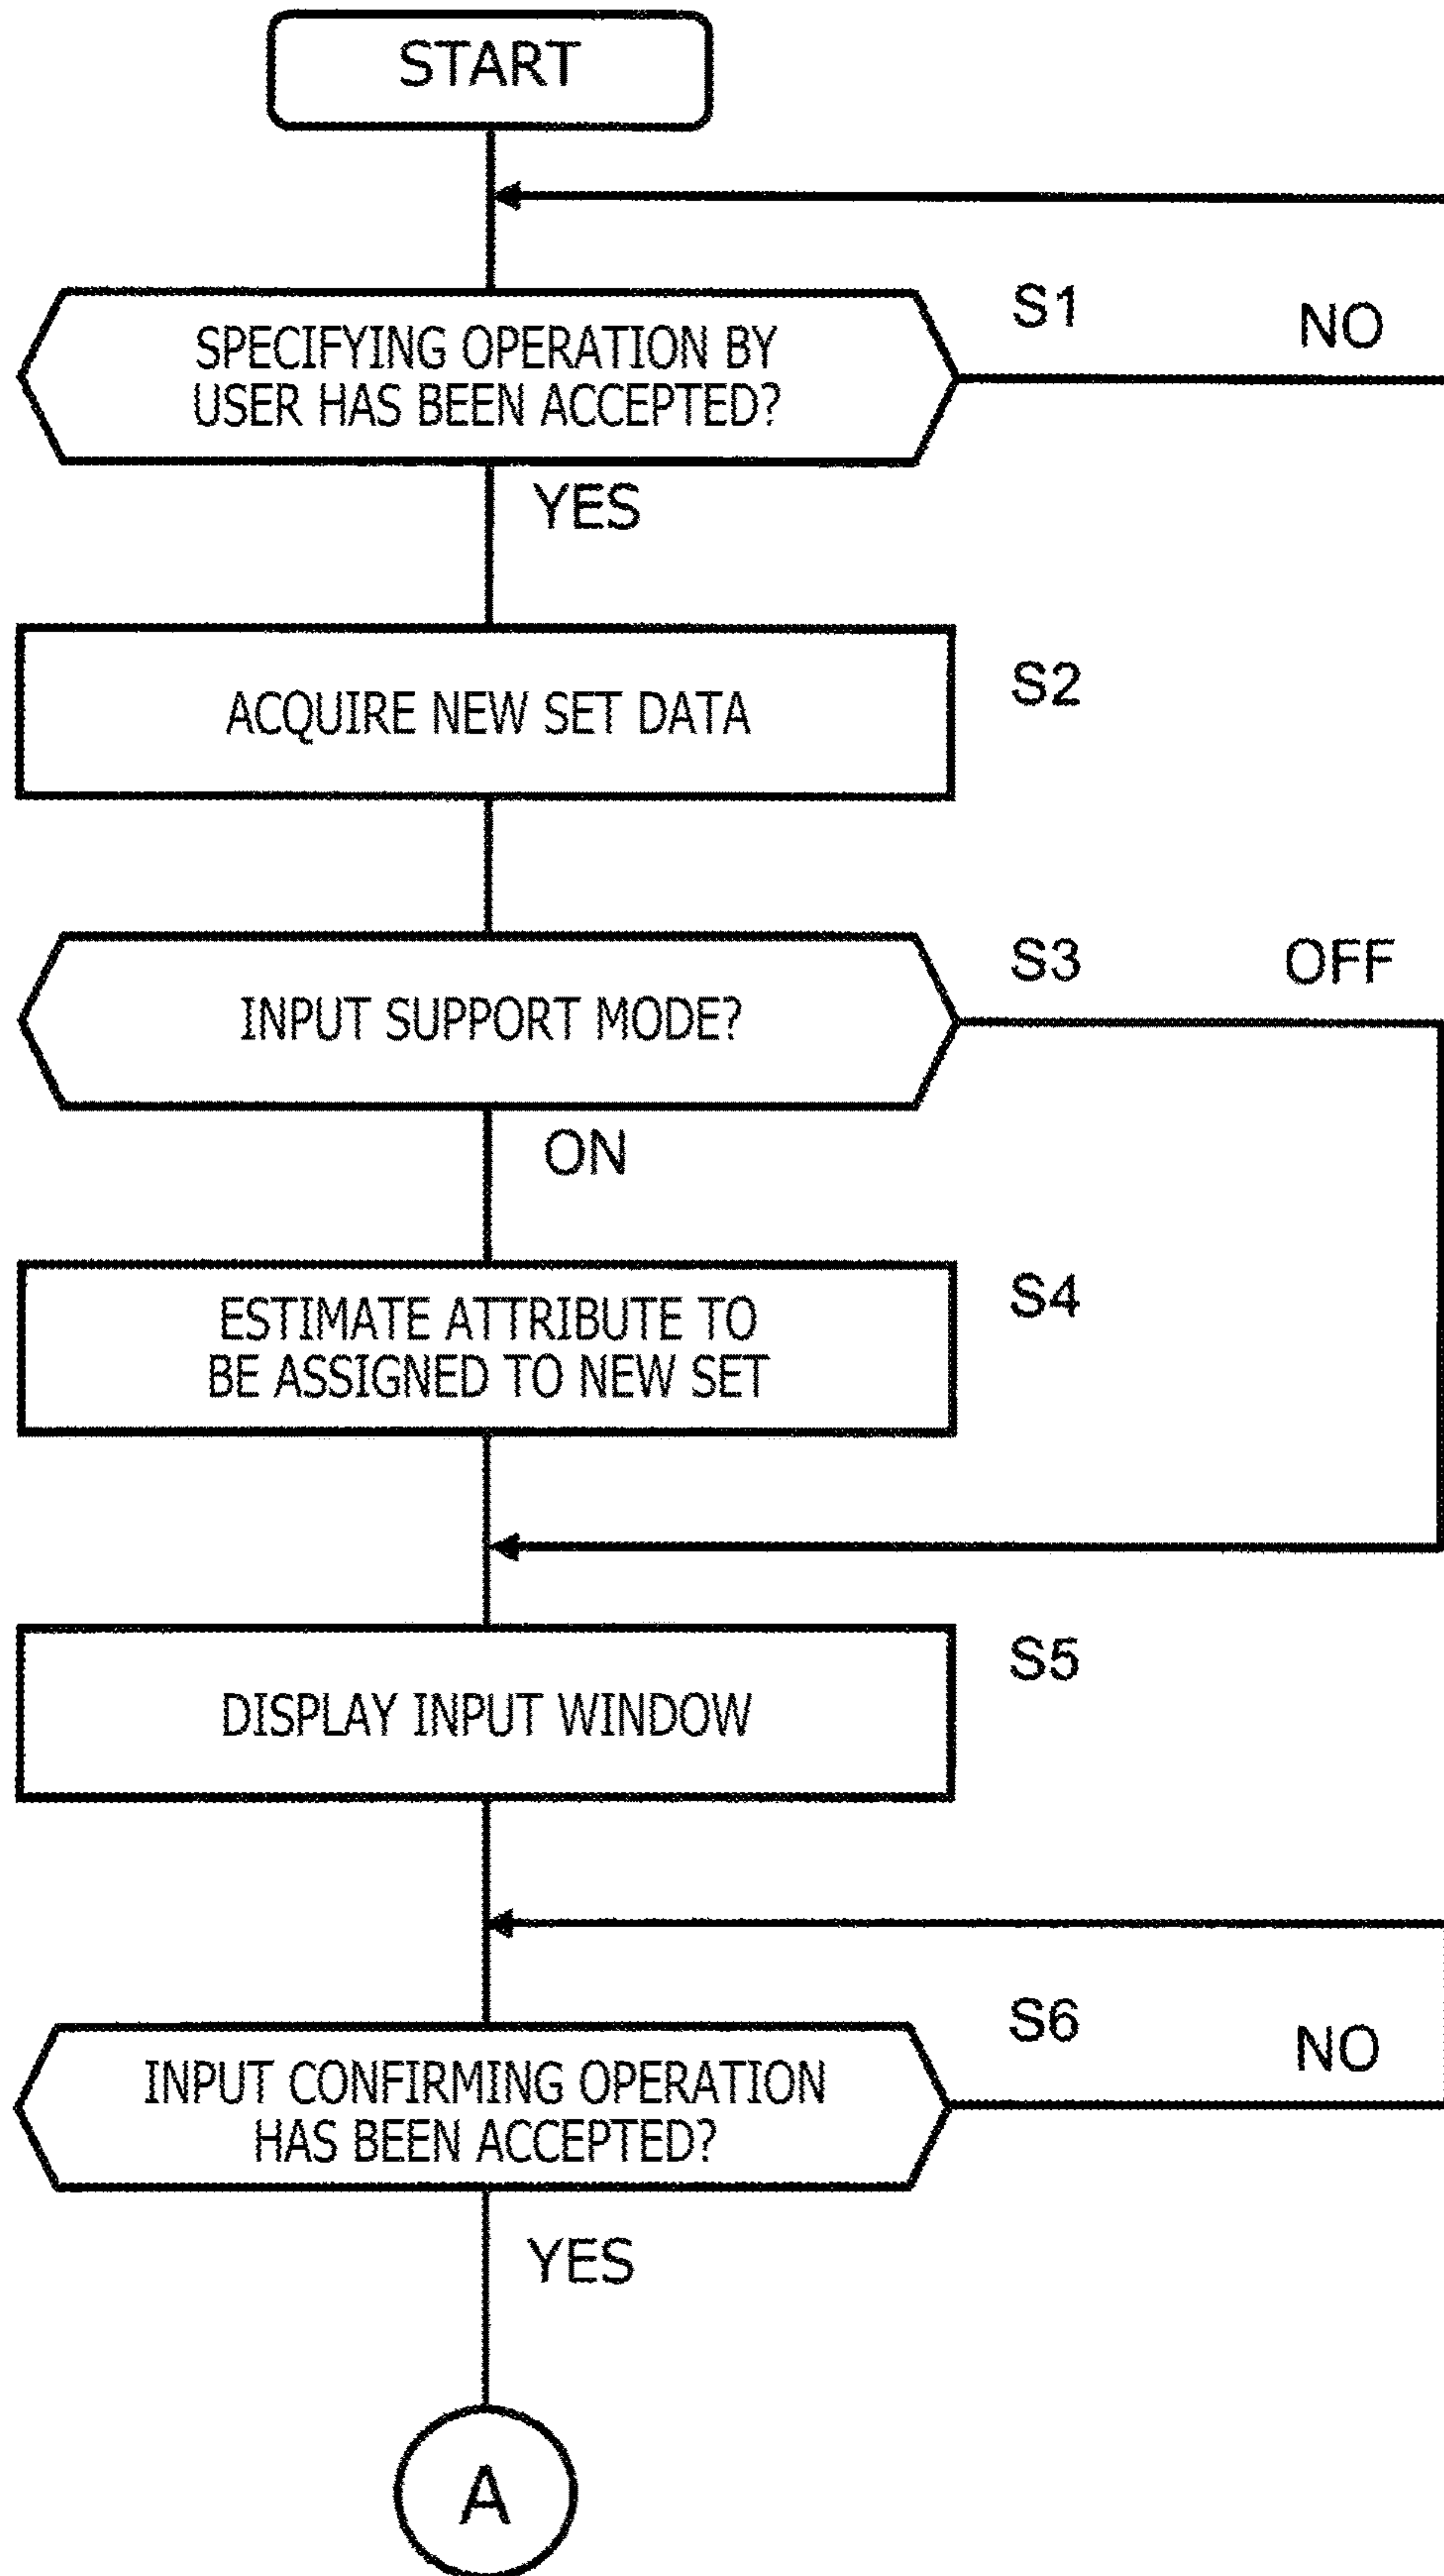 START
S1
NO
SPECIFYING OPERATION BY
USER HAS BEEN ACCEPTED?
YES
S2
ACQUIRE NEW SET DATA
S3
OFF
INPUT SUPPORT MODE?
ON
S4
ESTIMATE ATTRIBUTE TO
BE ASSIGNED TO NEW SET
S5
DISPLAY INPUT WINDOW
S6
NO
INPUT CONFIRMING OPERATION
HAS BEEN ACCEPTED?
YES
A